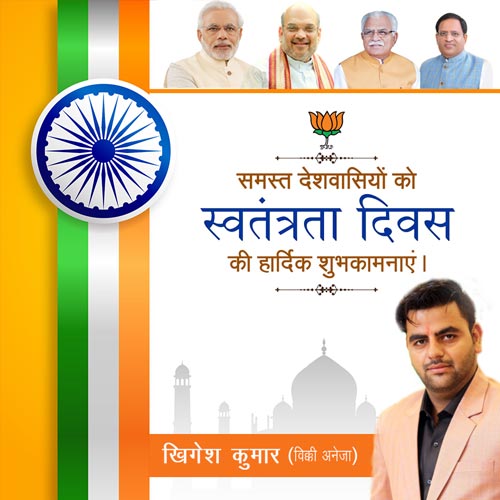 समस्त देशवासियों को
स्वतंत्रता दिवस
की हार्दिक शुभकामनाएं।
खिगेश कुमार (विक्की अनेजा)